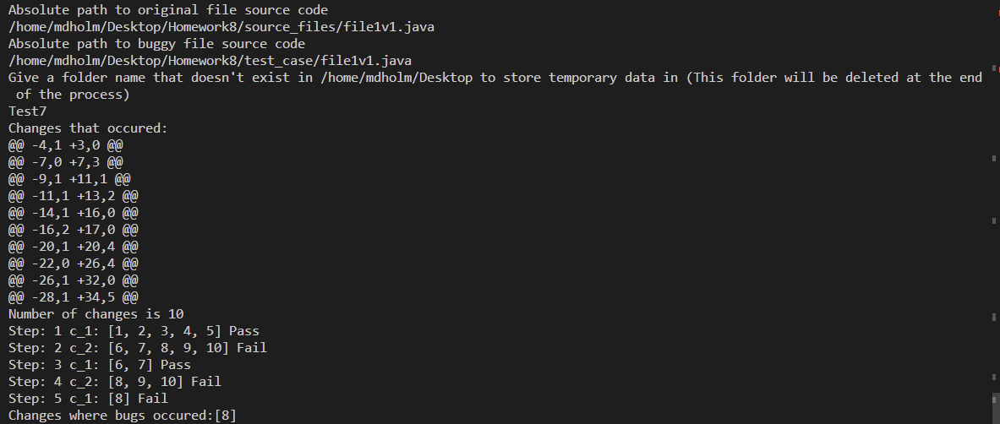 Absolute path to original file source code
/home/mdholm/Desktop/Homework8/source_files/file1v1.java
Absolute path to buggy file source code
/home/mdholm/Desktop/Homework8/test_case/file1v1.java
Give a folder name that doesn't exist in /home/mdholm/Desktop to store temporary data in (This folder will be deleted at the end
 of the process)
Test7
Changes that occured:
@@ -4,1 +3,0 @@
@@ -7,0 +7,3 @@
@@ -9,1 +11,1 @@
@@ -11,1 +13,2 @@
@@ -14,1 +16,0 @@
@@ -16,2 +17,0 @@
@@ -20,1 +20,4 @@
@@ -22,0 +26,4 @@
@@ -26,1 +32,0 @@
@@ -28,1 +34,5 @@
Number of changes is 10
Step: 1 c_1: [1, 2, 3, 4, 5] Pass
Step: 2 c_2: [6, 7, 8, 9, 10] Fail
Step: 3 c_1: [6, 7] Pass
Step: 4 c_2: [8, 9, 10] Fail
Step: 5 c_1: [8] Fail
Changes where bugs occured:[8]